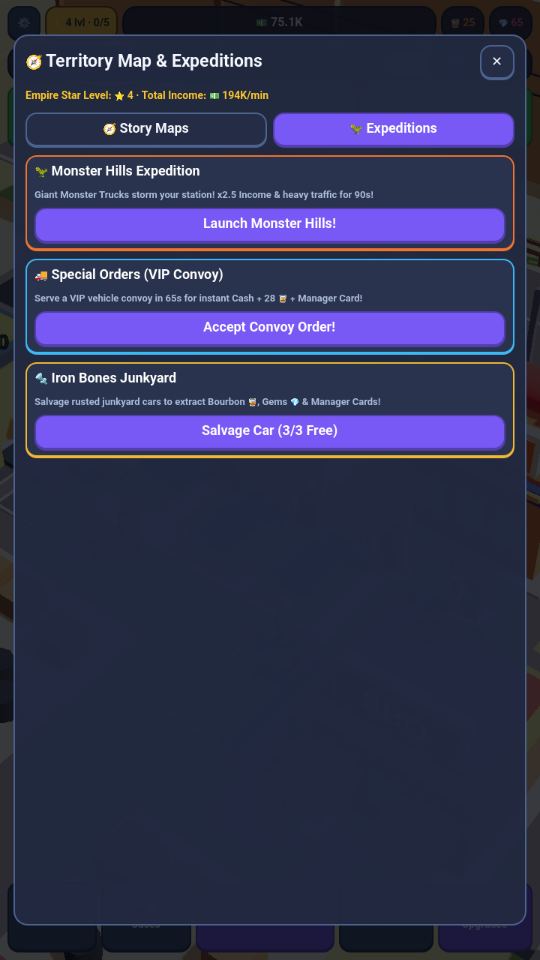 4 lvl · 0/5
75.1K
25
65
Territory Map & Expeditions
×
Empire Star Level: ⭐ 4 · Total Income: 💵 194K/min
🧭 Story Maps
🦖 Expeditions
🦖 Monster Hills Expedition
Giant Monster Trucks storm your station! x2.5 Income & heavy traffic for 90s!
Launch Monster Hills!
🚚 Special Orders (VIP Convoy)
Serve a VIP vehicle convoy in 65s for instant Cash + 28 🥃 + Manager Card!
Accept Convoy Order!
🔩 Iron Bones Junkyard
Salvage rusted junkyard cars to extract Bourbon 🥃, Gems 💎 & Manager Cards!
Salvage Car (3/3 Free)